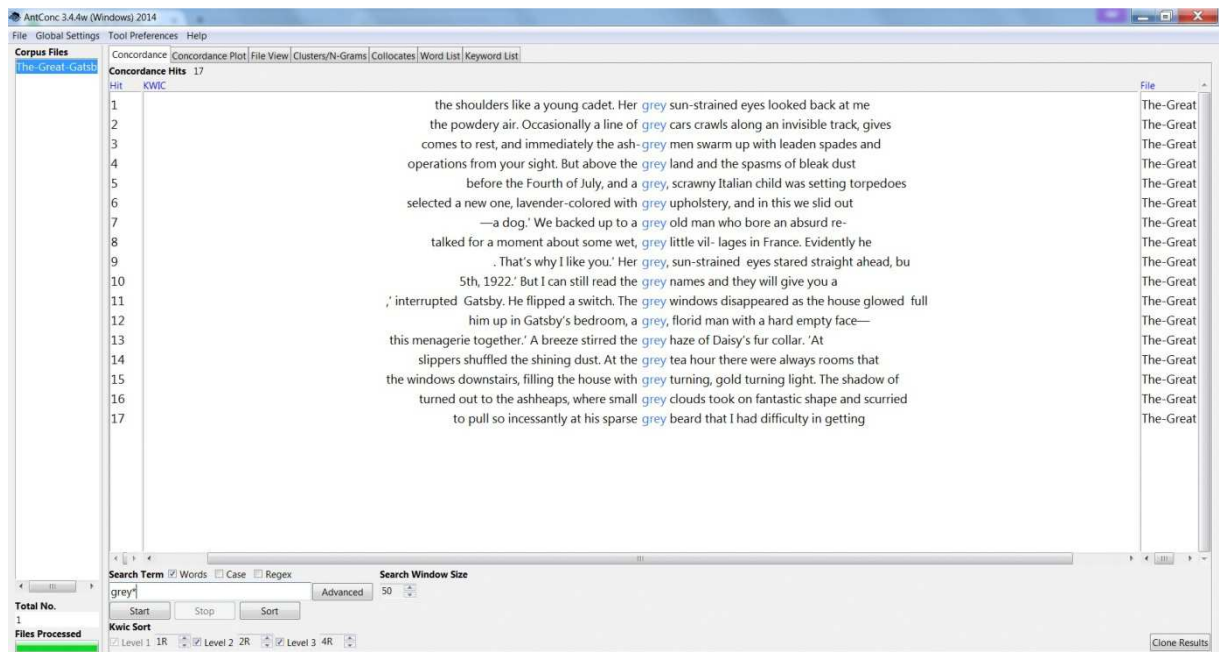 AntConc 3.4.4w (Windows) 2014
File Global Settings Tool Preferences Help
Corpus Files
The-Great-Gatsb
Concordance Concordance Plot File View Clusters/N-Grams Collocates Word List Keyword List
Concordance Hits 17
Hit KWIC File
1 the shoulders like a young cadet. Her grey sun-strained eyes looked back at me The-Great
2 the powdery air. Occasionally a line of grey cars crawls along an invisible track, gives The-Great
3 comes to rest, and immediately the ash-grey men swarm up with leaden spades and The-Great
4 operations from your sight. But above the grey land and the spasms of bleak dust The-Great
5 before the Fourth of July, and a grey, scrawny Italian child was setting torpedoes The-Great
6 selected a new one, lavender-colored with grey upholstery, and in this we slid out The-Great
7 —a dog.' We backed up to a grey old man who bore an absurd re- The-Great
8 talked for a moment about some wet, grey little vil- lages in France. Evidently he The-Great
9 . That's why I like you.' Her grey, sun-strained eyes stared straight ahead, bu The-Great
10 5th, 1922.' But I can still read the grey names and they will give you a The-Great
11 ,' interrupted Gatsby. He flipped a switch. The grey windows disappeared as the house glowed full The-Great
12 him up in Gatsby's bedroom, a grey, florid man with a hard empty face— The-Great
13 this menagerie together.' A breeze stirred the grey haze of Daisy's fur collar. 'At The-Great
14 slippers shuffled the shining dust. At the grey tea hour there were always rooms that The-Great
15 the windows downstairs, filling the house with grey turning, gold turning light. The shadow of The-Great
16 turned out to the ashheaps, where small grey clouds took on fantastic shape and scurried The-Great
17 to pull so incessantly at his sparse grey beard that I had difficulty in getting The-Great
Search Term Words Case Regex Search Window Size
grey* Advanced 50
Start Stop Sort
Kwic Sort
Level 1 1R Level 2 2R Level 3 4R
Total No.
1
Files Processed
Clone Results